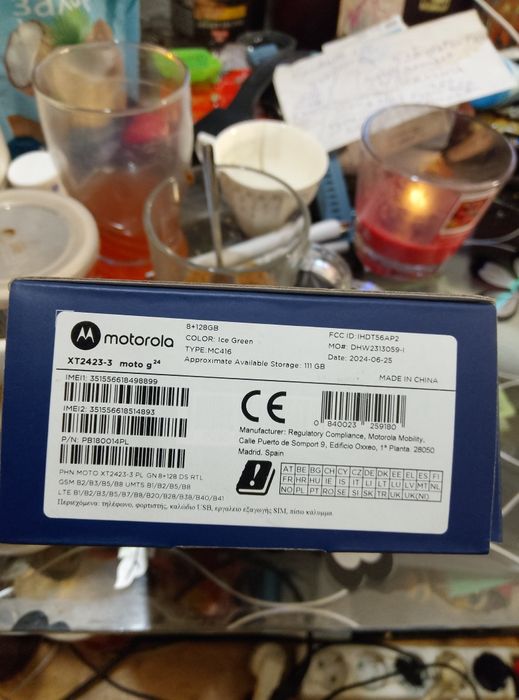 motorola
8+128GB
COLOR: Ice Green
TYPE: MC416
Approximate Available Storage: 111 GB
FCC ID: IHDT56AP2
MO#: DHW2313059-I
Date: 2024-06-25
XT2423-3 moto g24
MADE IN CHINA
IMEI1: 351556618498899
IMEI2: 351556618514893
P/N: PB180014PL
CE
0 840023 259180
Manufacturer: Regulatory Compliance, Motorola Mobility,
Calle Puerto de Somport 9, Edificio Oxxeo, 1ª Planta 28050
Madrid. Spain
AT BE BG CH CY CZ DE DK EE EL ES FI
FR HR HU IE IS IT LI LT LU LV MT NL
NO PL PT RO SE SI SK TR UK UK(NI)
PHN MOTO XT2423-3 PL GN 8+128 DS RTL
GSM B2/B3/B5/B8 UMTS B1/B2/B5/B8
LTE B1/B2/B3/B5/B7/B8/B20/B28/B38/B40/B41
Περιεχόμενα: τηλέφωνο, φορτιστής, καλώδιο USB, εργαλείο εξαγωγής SIM, πίσω κάλυμμα